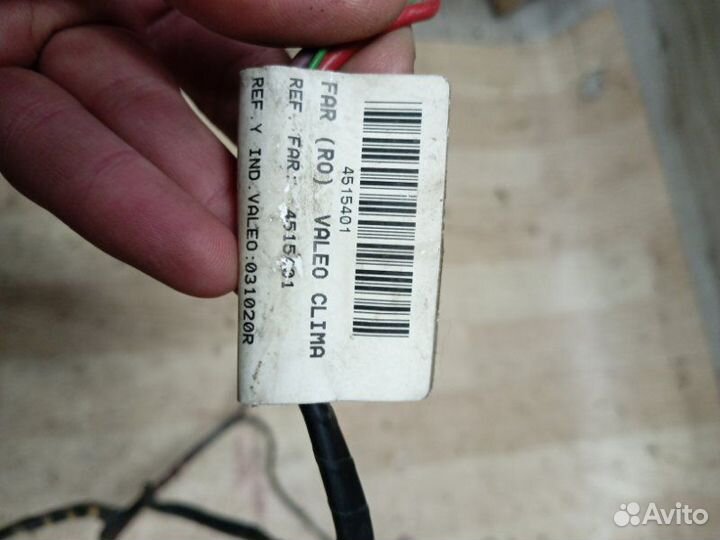 4515401
FAR (RO) VALEO CLIMA
REF. FAR: 4515401
REF.Y IND.VALEO:031020R
Avito